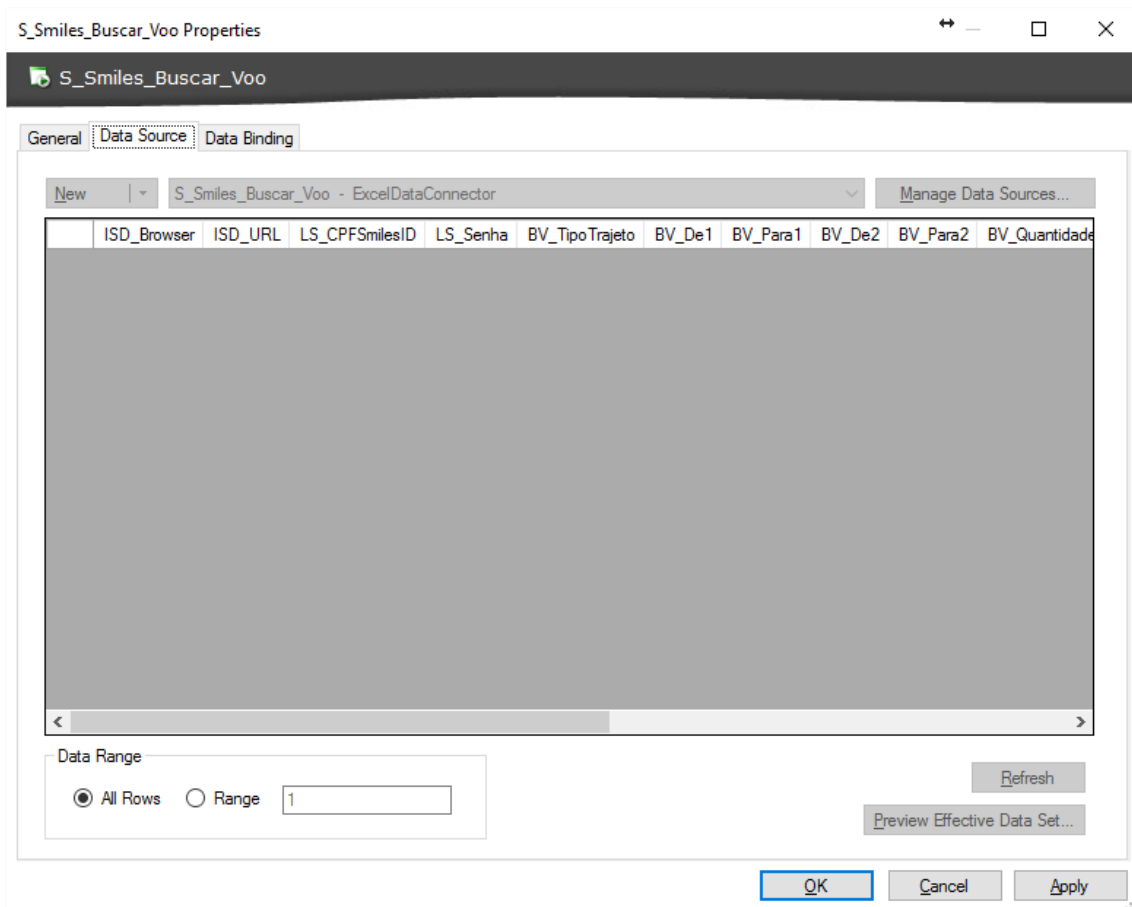 S_Smiles_Buscar_Voo Properties
S_Smiles_Buscar_Voo
General Data Source Data Binding
New S_Smiles_Buscar_Voo - ExcelDataConnector Manage Data Sources...
ISD_Browser ISD_URL LS_CPFSmilesID LS_Senha BV_TipoTrajeto BV_De1 BV_Para1 BV_De2 BV_Para2 BV_Quantidade
Data Range
All Rows Range 1
Refresh
Preview Effective Data Set...
OK Cancel Apply